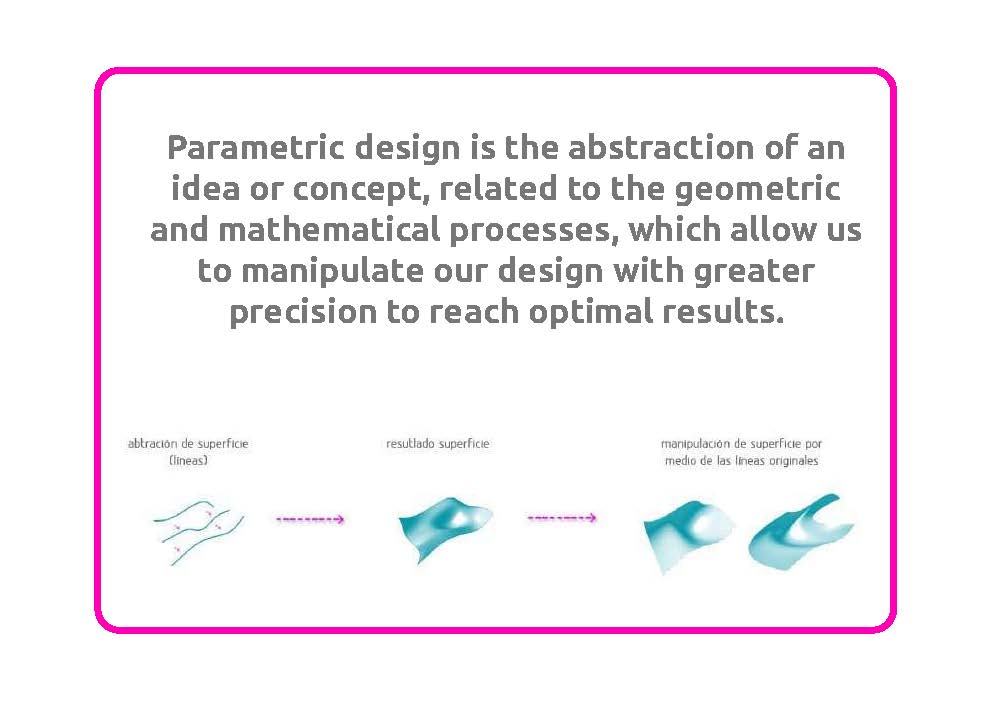 Parametric design is the abstraction of an
idea or concept, related to the geometric
and mathematical processes, which allow us
to manipulate our design with greater
precision to reach optimal results.
abtración de superficie
(líneas)
resutlado superficie
manipulación de superficie por
medio de las líneas originales